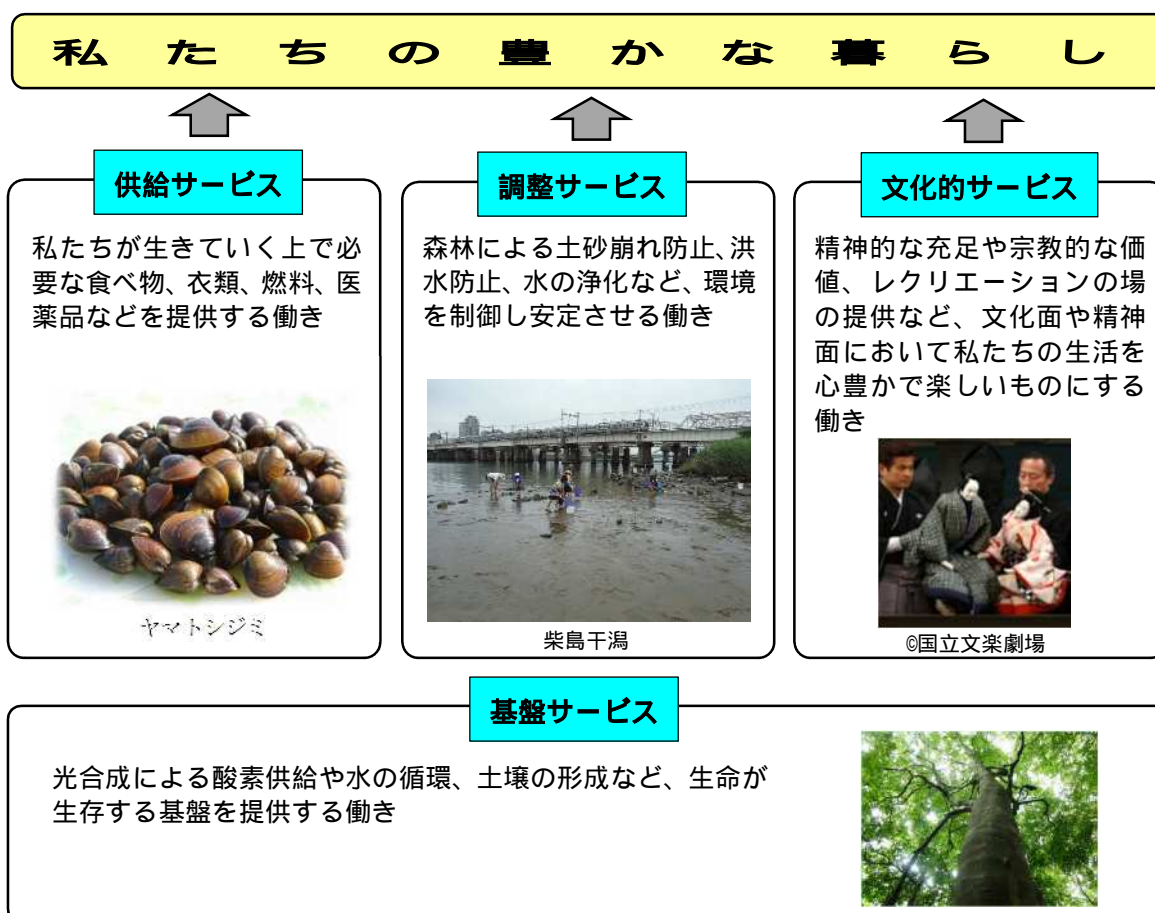 私たちの豊かな暮らし
供給サービス
私たちが生きていく上で必
要な食べ物、衣類、燃料、医
薬品などを提供する働き
ヤマトシジミ
調整サービス
森林による土砂崩れ防止、洪
水防止、水の浄化など、環境
を制御し安定させる働き
柴島干潟
文化的サービス
精神的な充足や宗教的な価
値、レクリエーションの場
の提供など、文化面や精神
面において私たちの生活を
心豊かで楽しいものにする
働き
©国立文楽劇場
基盤サービス
光合成による酸素供給や水の循環、土壌の形成など、生命が
生存する基盤を提供する働き